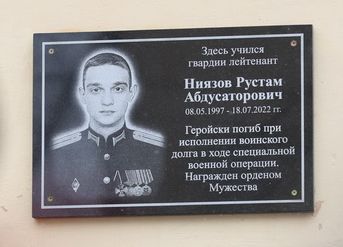 Здесь учился
гвардии лейтенант
Ниязов Рустам
Абдусаторович
08.05.1997 - 18.07.2022 гг.
Геройски погиб при
исполнении воинского
долга в ходе специальной
военной операции.
Награжден орденом
Мужества